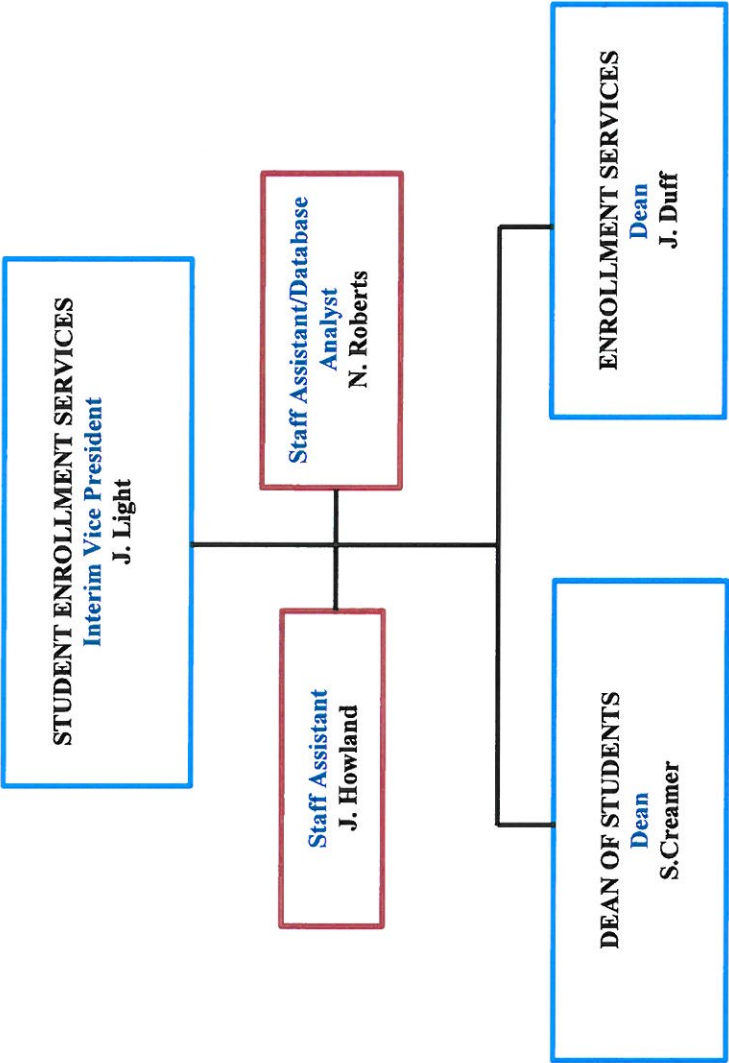 STUDENT ENROLLMENT SERVICES
Interim Vice President
J. Light
Staff Assistant
J. Howland
Staff Assistant/Database
Analyst
N. Roberts
DEAN OF STUDENTS
Dean
S.Creamer
ENROLLMENT SERVICES
Dean
J. Duff